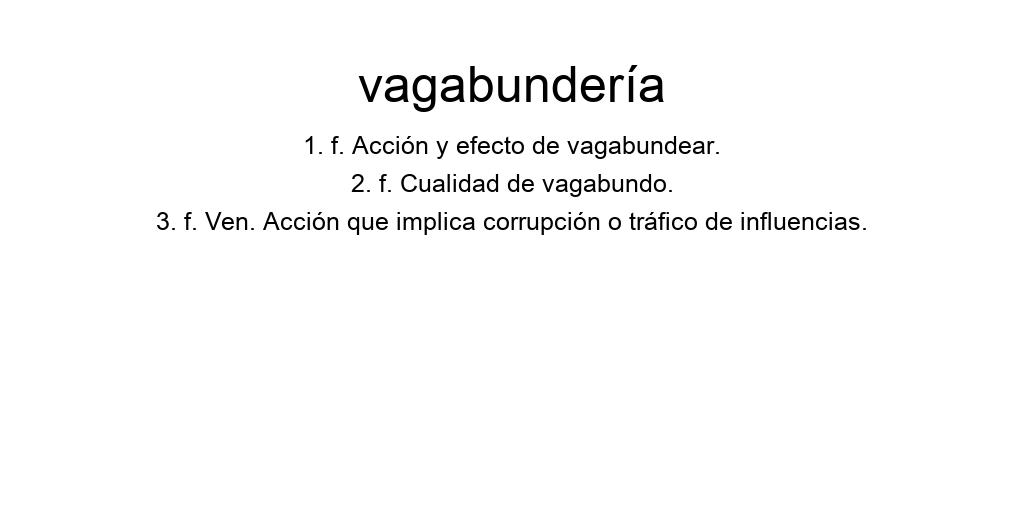 vagabundería
1. f. Acción y efecto de vagabundear.
2. f. Cualidad de vagabundo.
3. f. Ven. Acción que implica corrupción o tráfico de influencias.